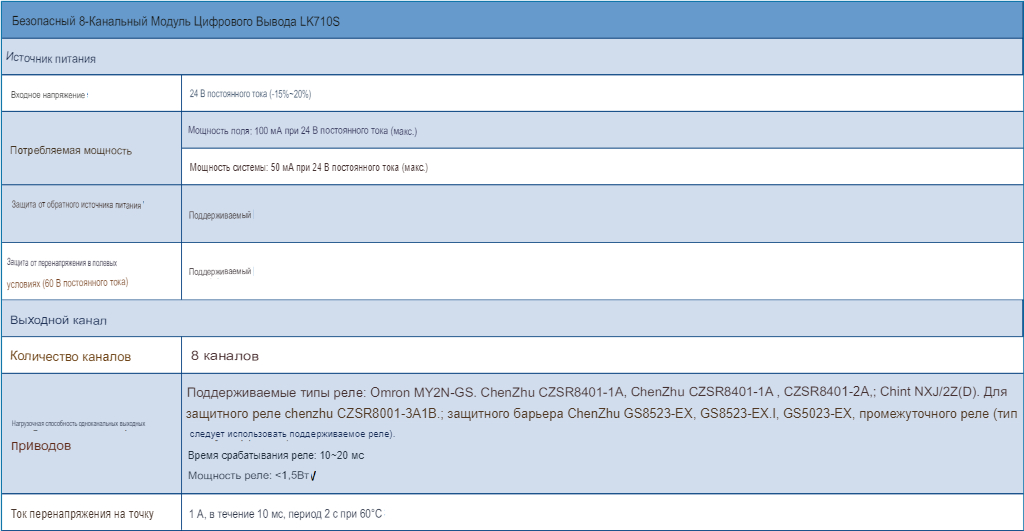 Безопасный 8-Канальный Модуль Цифрового Вывода LK710S
Источник питания
Входное напряжение
24 В постоянного тока (-15%~20%)
Потребляемая мощность
Мощность поля: 100 мА при 24 В постоянного тока (макс.)
Мощность системы: 50 мА при 24 В постоянного тока (макс.)
Защита от обратного источника питания
Поддерживаемый
Защита от перенапряжения в полевых
условиях (60 В постоянного тока)
Поддерживаемый
Выходной канал
Количество каналов
8 каналов
Нагрузочная способность одноканальных выходных
приводов
Поддерживаемые типы реле: Omron MY2N-GS. ChenZhu CZSR8401-1A, ChenZhu CZSR8401-1A , CZSR8401-2A,; Chint NXJ/2Z(D). Для
защитного реле chenzhu CZSR8001-3A1B.; защитного барьера ChenZhu GS8523-EX, GS8523-EX.I, GS5023-EX, промежуточного реле (тип
следует использовать поддерживаемое реле).
Время срабатывания реле: 10~20 мс
Мощность реле: <1,5Вт
Ток перенапряжения на точку
1 А, в течение 10 мс, период 2 с при 60°C